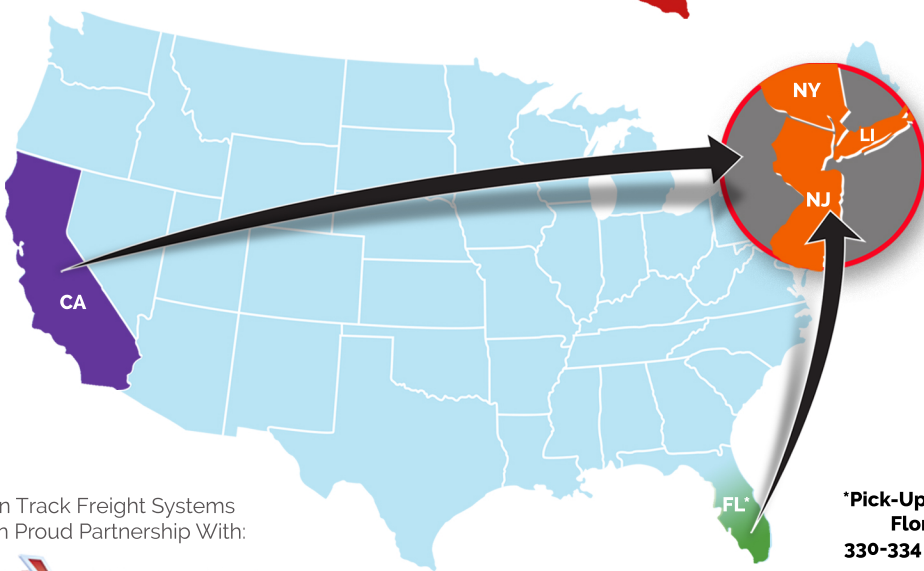 NY
LI
NJ
CA
FL*
n Track Freight Systems
n Proud Partnership With:
*Pick-Up
Flor
330-334